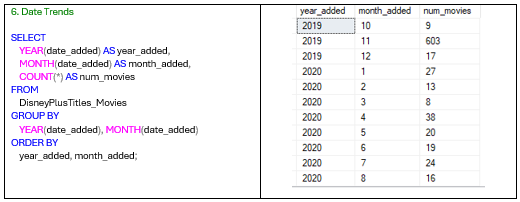 6. Date Trends
SELECT
YEAR(date_added) AS year_added,
MONTH(date_added) AS month_added,
COUNT(*) AS num_movies
FROM
DisneyPlusTitles_Movies
GROUP BY
YEAR(date_added), MONTH(date_added)
ORDER BY
year_added, month_added;
year_added month_added num_movies
2019 10 9
2019 11 603
2019 12 17
2020 1 27
2020 2 13
2020 3 8
2020 4 38
2020 5 20
2020 6 19
2020 7 24
2020 8 16